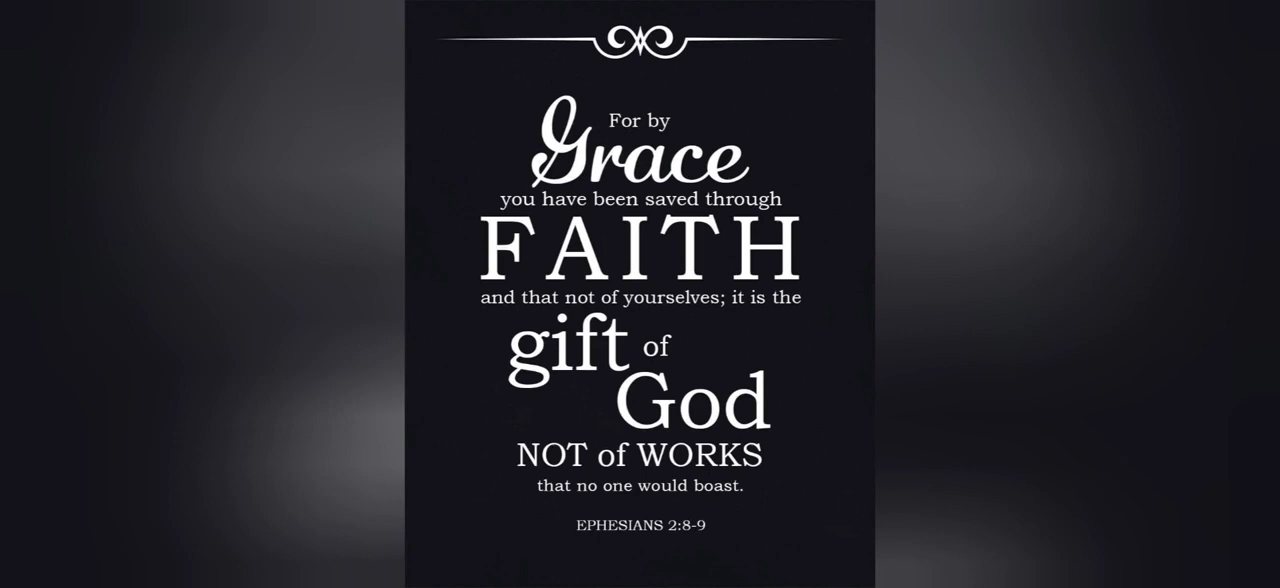 For by
Grace
you have been saved through
FAITH
and that not of yourselves; it is the
gift of
God
NOT of WORKS
that no one would boast.
EPHESIANS 2:8-9